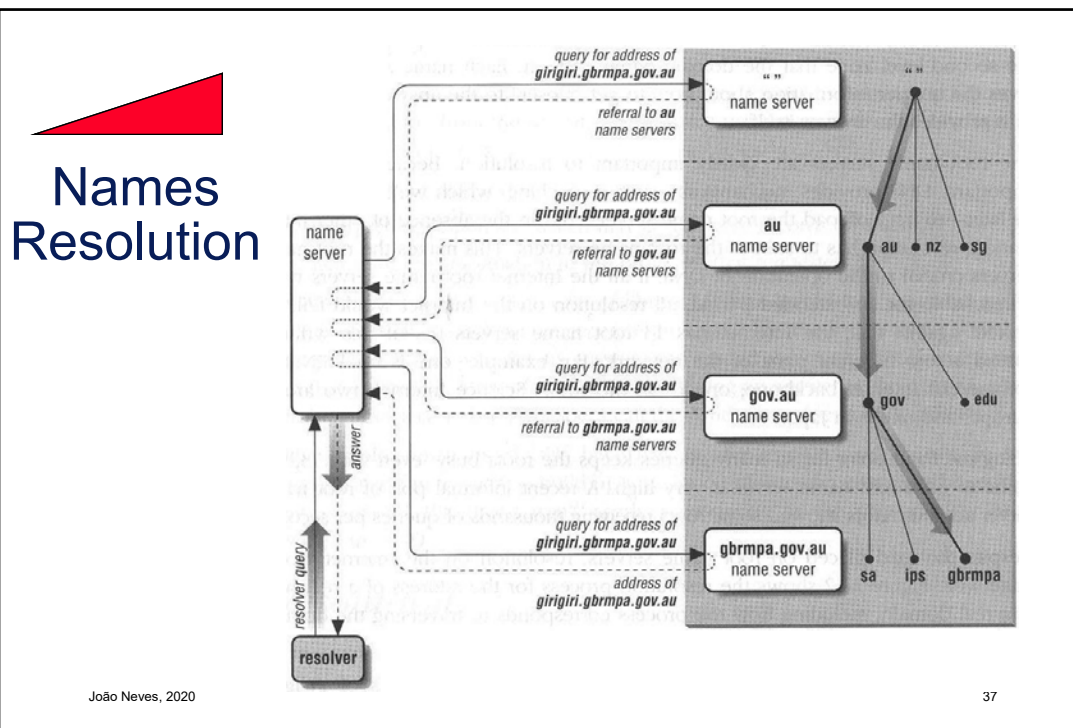 Names
Resolution
query for address of
girigiri.gbrmpa.gov.au
referral to au
name servers
“ ”
name server
“ ”
query for address of
girigiri.gbrmpa.gov.au
referral to gov.au
name servers
au
name server
au
nz
sg
name
server
query for address of
girigiri.gbrmpa.gov.au
referral to gbrmpa.gov.au
name servers
gov.au
name server
gov
edu
answer
resolver query
query for address of
girigiri.gbrmpa.gov.au
address of
girigiri.gbrmpa.gov.au
gbrmpa.gov.au
name server
sa
ips
gbrmpa
resolver
João Neves, 2020
37